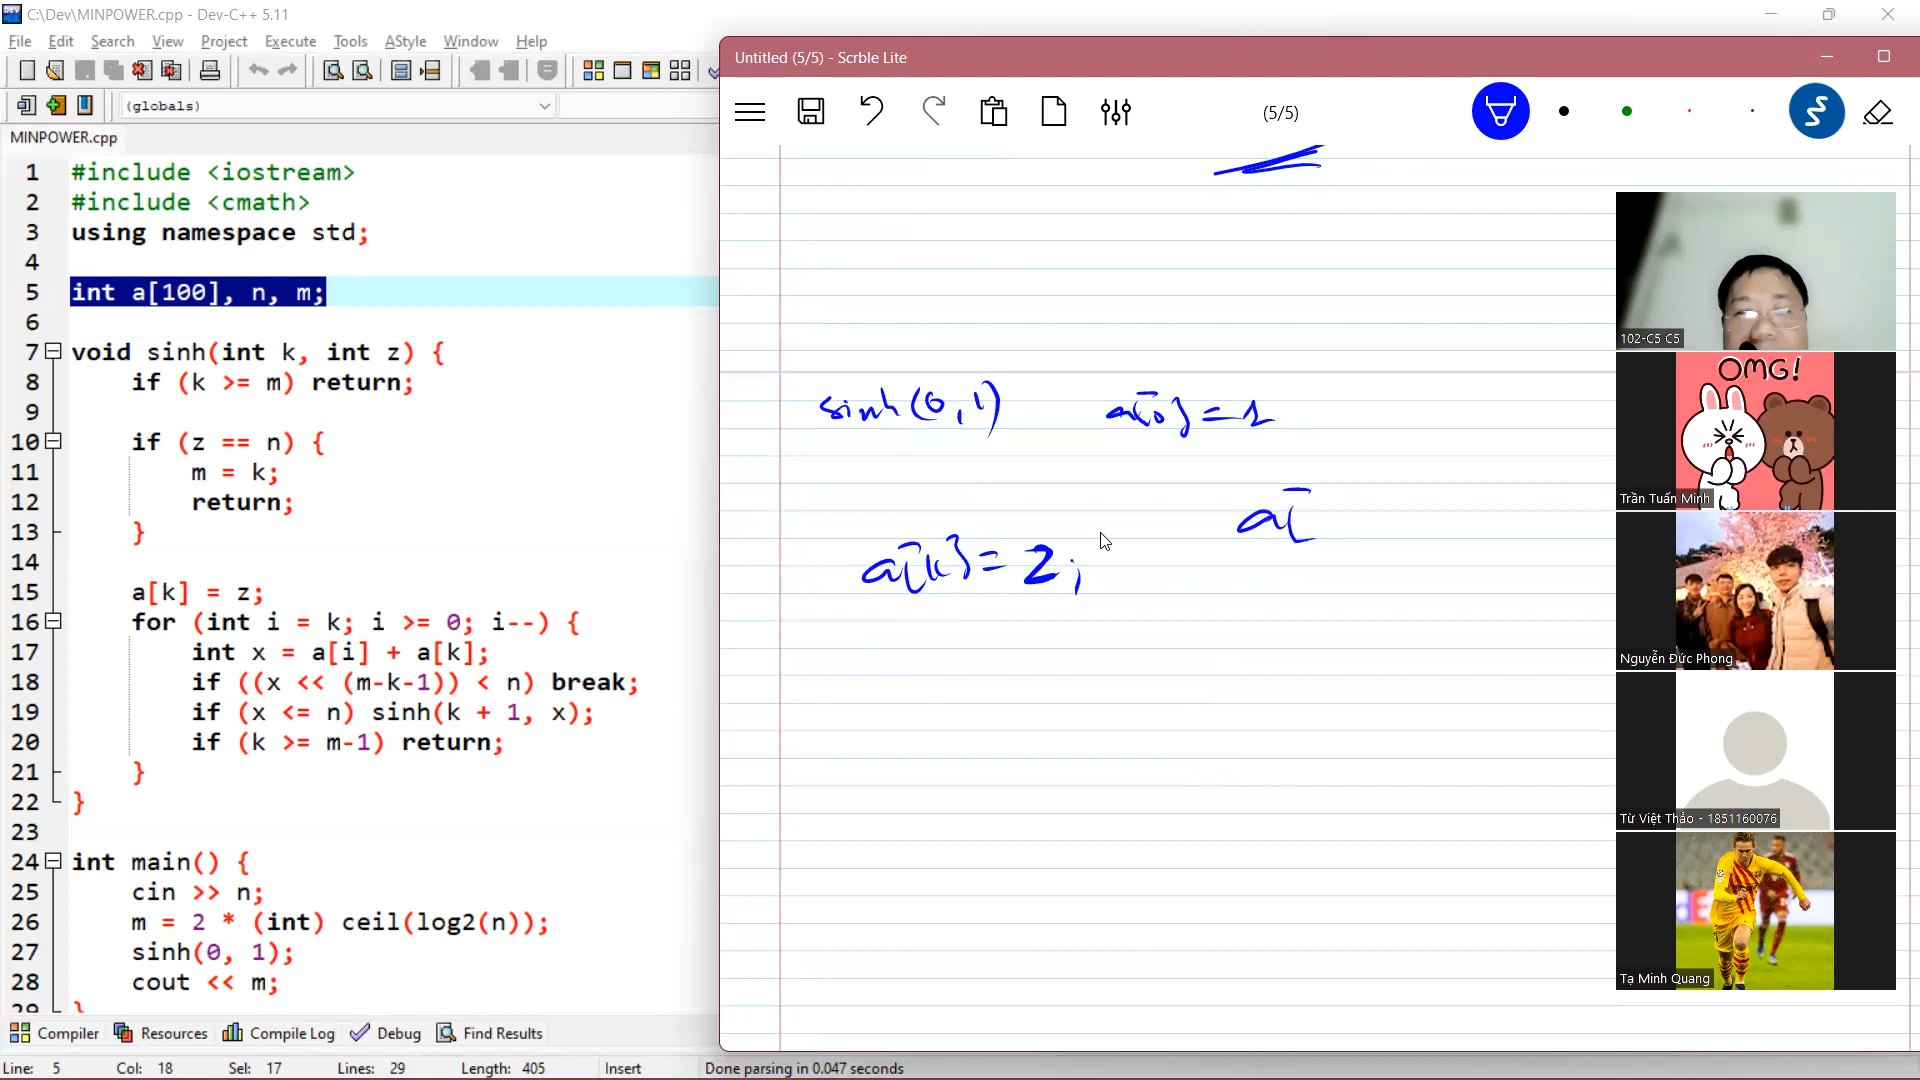 C:\Dev\MINPOWER.cpp - Dev-C++ 5.11
File Edit Search View Project Execute Tools AStyle Window Help
(globals)
MINPOWER.cpp
1 #include <iostream>
2 #include <cmath>
3 using namespace std;
4
5 int a[100], n, m;
6
7 void sinh(int k, int z) {
8 if (k >= m) return;
9
10 if (z == n) {
11 m = k;
12 return;
13 }
14
15 a[k] = z;
16 for (int i = k; i >= 0; i--) {
17 int x = a[i] + a[k];
18 if ((x << (m-k-1)) < n) break;
19 if (x <= n) sinh(k + 1, x);
20 if (k >= m-1) return;
21 }
22 }
23
24 int main() {
25 cin >> n;
26 m = 2 * (int) ceil(log2(n));
27 sinh(0, 1);
28 cout << m;
29 }
Compiler Resources Compile Log Debug Find Results
Line: 5 Col: 18 Sel: 17 Lines: 29 Length: 405 Insert Done parsing in 0.047 seconds
Untitled (5/5) - Scrble Lite
(5/5)
sinh(0,1) a[0] = 1
a[
a[k] = z;
102-C5 C5
OMG!
Trần Tuấn Minh
Nguyễn Đức Phong
Từ Việt Thảo - 1851160076
Tạ Minh Quang